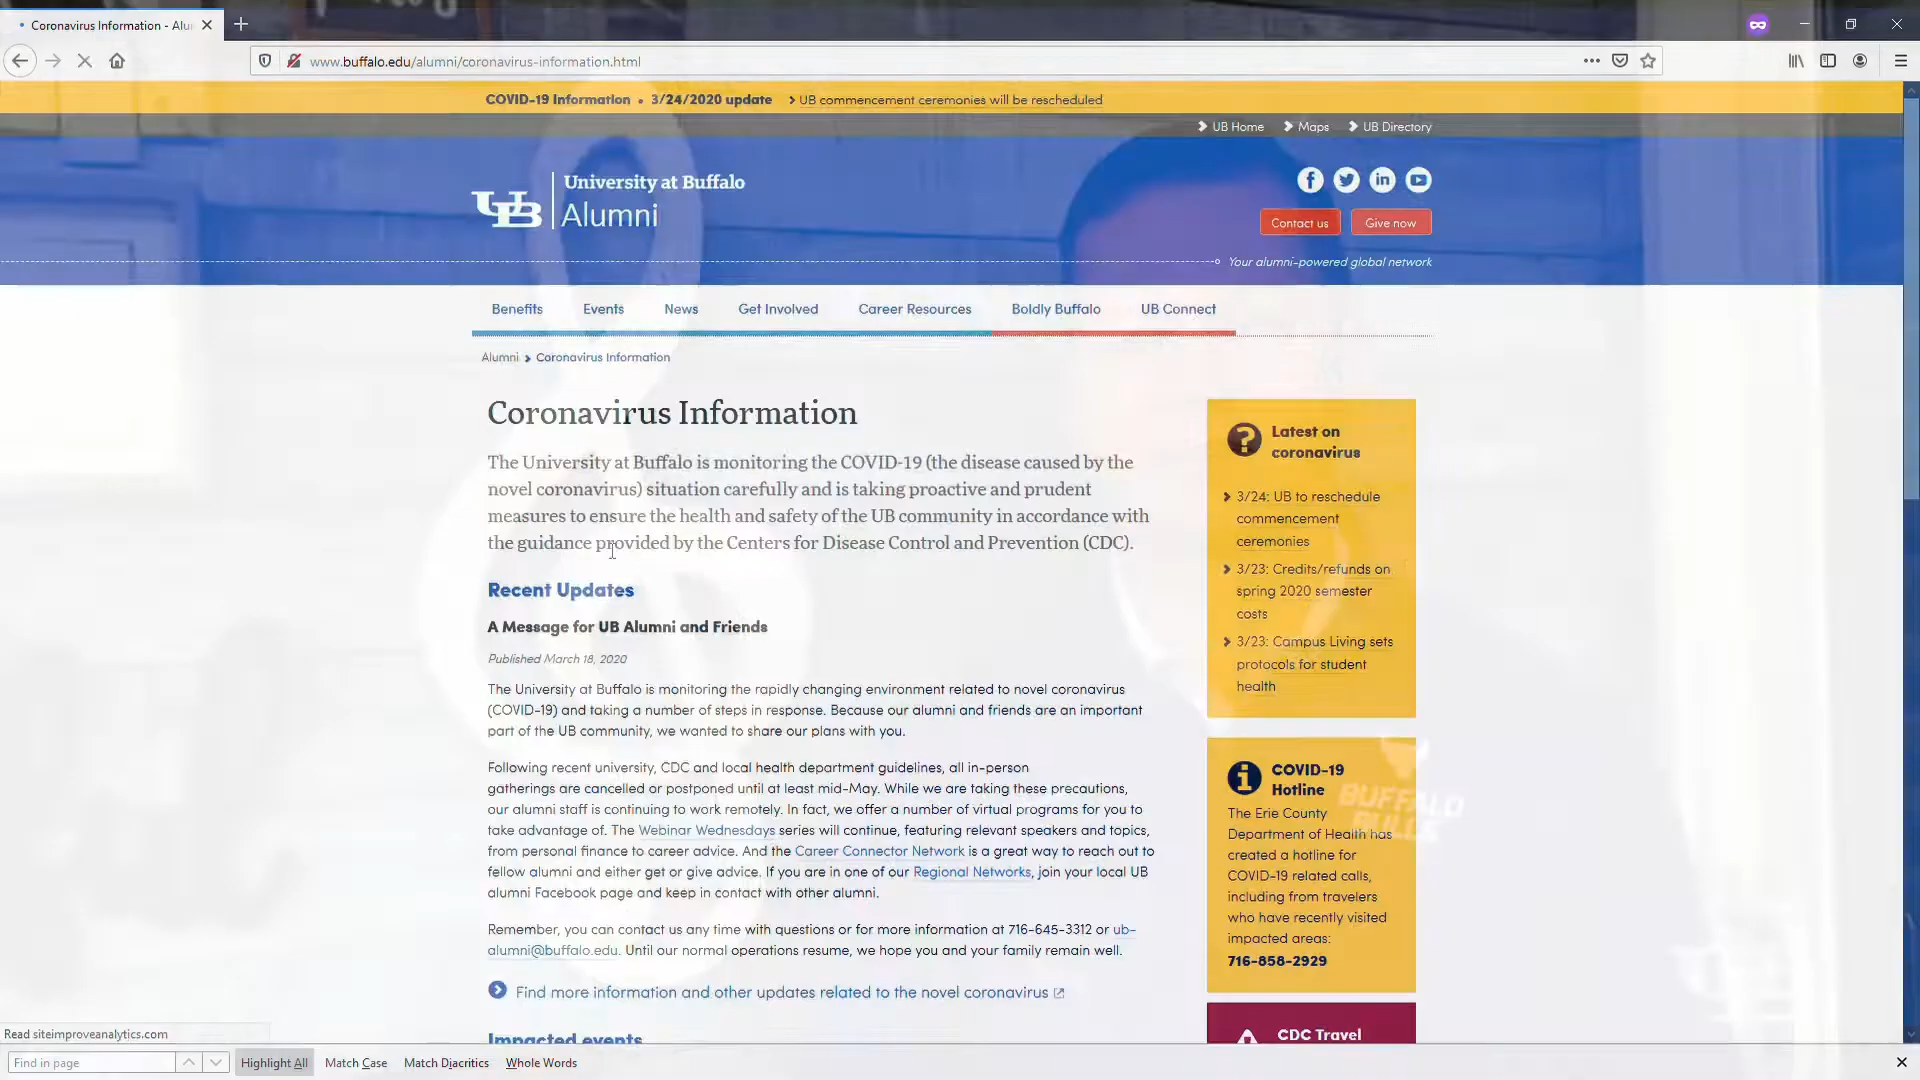 Coronavirus Information - Alu
www.buffalo.edu/alumni/coronavirus-information.html
COVID-19 Information • 3/24/2020 update UB commencement ceremonies will be rescheduled
UB Home Maps UB Directory
UB University at Buffalo
Alumni
Contact us Give now
Your alumni-powered global network
Benefits Events News Get Involved Career Resources Boldly Buffalo UB Connect
Alumni Coronavirus Information
Coronavirus Information
The University at Buffalo is monitoring the COVID-19 (the disease caused by the
novel coronavirus) situation carefully and is taking proactive and prudent
measures to ensure the health and safety of the UB community in accordance with
the guidance provided by the Centers for Disease Control and Prevention (CDC).
Recent Updates
A Message for UB Alumni and Friends
Published March 18, 2020
The University at Buffalo is monitoring the rapidly changing environment related to novel coronavirus
(COVID-19) and taking a number of steps in response. Because our alumni and friends are an important
part of the UB community, we wanted to share our plans with you.
Following recent university, CDC and local health department guidelines, all in-person
gatherings are cancelled or postponed until at least mid-May. While we are taking these precautions,
our alumni staff is continuing to work remotely. In fact, we offer a number of virtual programs for you to
take advantage of. The Webinar Wednesdays series will continue, featuring relevant speakers and topics,
from personal finance to career advice. And the Career Connector Network is a great way to reach out to
fellow alumni and either get or give advice. If you are in one of our Regional Networks, join your local UB
alumni Facebook page and keep in contact with other alumni.
Remember, you can contact us any time with questions or for more information at 716-645-3312 or ub-
alumni@buffalo.edu. Until our normal operations resume, we hope you and your family remain well.
Find more information and other updates related to the novel coronavirus
Impacted events
Latest on
coronavirus
3/24: UB to reschedule
commencement
ceremonies
3/23: Credits/refunds on
spring 2020 semester
costs
3/23: Campus Living sets
protocols for student
health
COVID-19
Hotline
The Erie County
Department of Health has
created a hotline for
COVID-19 related calls,
including from travelers
who have recently visited
impacted areas:
716-858-2929
BUFFALO
BULLS
CDC Travel
Read siteimproveanalytics.com
Find in page Highlight All Match Case Match Diacritics Whole Words